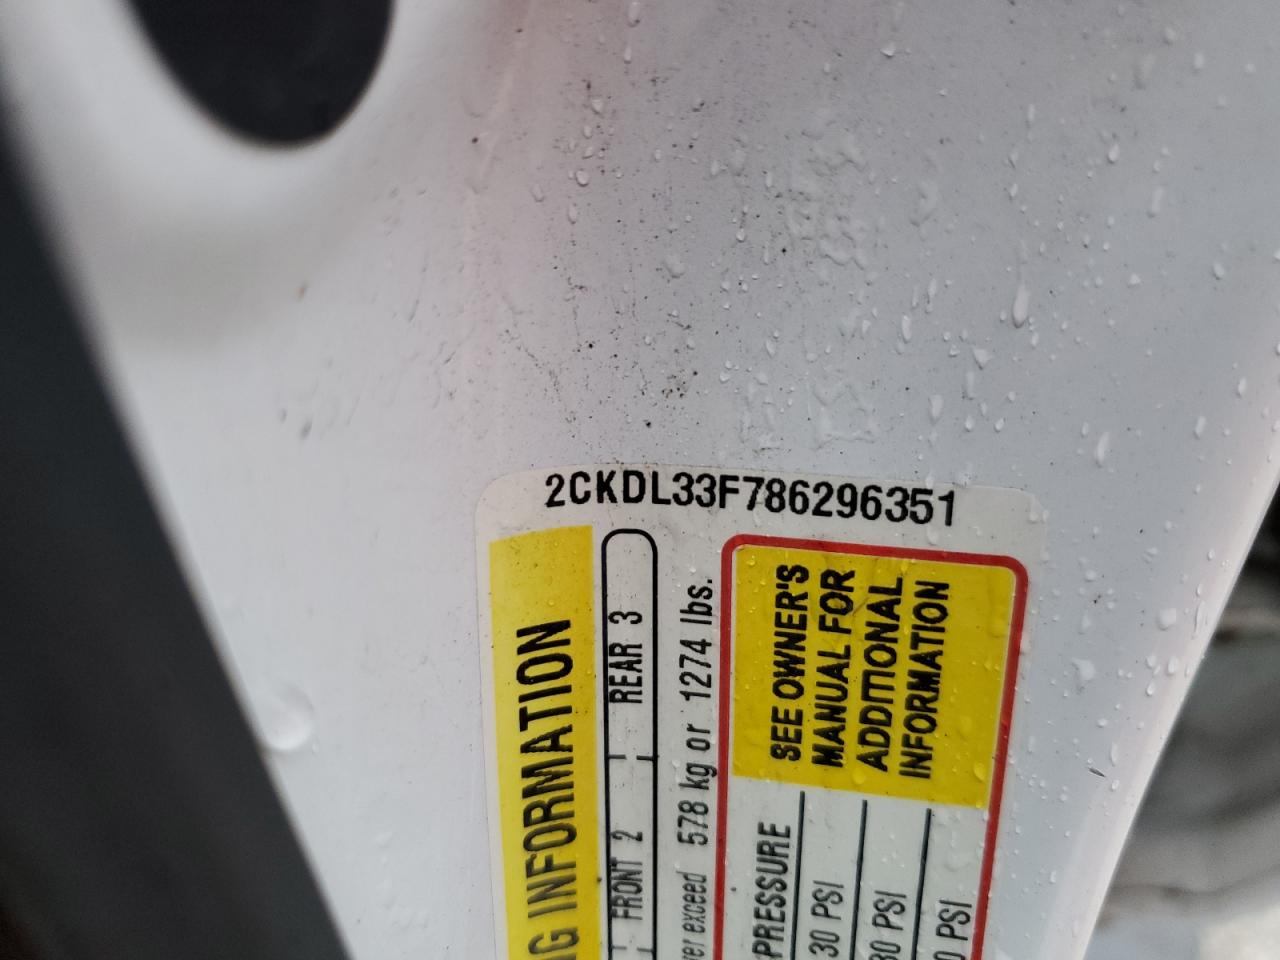 2CKDL33F786296351
INFORMATION
FRONT 2 REAR 3
exceed 578 kg or 1274 lbs.
SEE OWNER'S
MANUAL FOR
ADDITIONAL
INFORMATION
PRESSURE
30 PSI
PSI
PSI